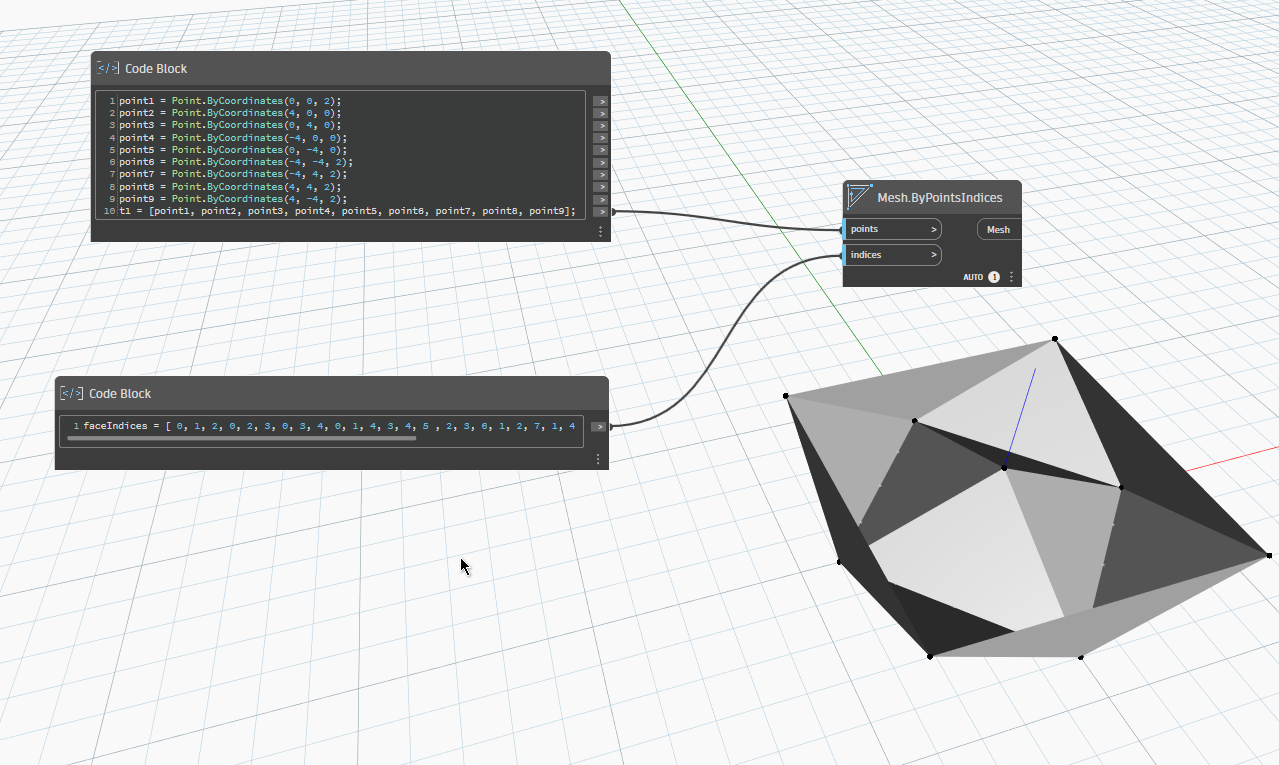 </> Code Block
1 point1 = Point.ByCoordinates(0, 0, 2); >
2 point2 = Point.ByCoordinates(4, 0, 0); >
3 point3 = Point.ByCoordinates(0, 4, 0); >
4 point4 = Point.ByCoordinates(-4, 0, 0); >
5 point5 = Point.ByCoordinates(0, -4, 0); >
6 point6 = Point.ByCoordinates(-4, -4, 2); >
7 point7 = Point.ByCoordinates(-4, 4, 2); >
8 point8 = Point.ByCoordinates(4, 4, 2); >
9 point9 = Point.ByCoordinates(4, -4, 2); >
10 t1 = [point1, point2, point3, point4, point5, point6, point7, point8, point9]; >
Mesh.ByPointsIndices
points > Mesh
indices >
AUTO 1
</> Code Block
1 faceIndices = [ 0, 1, 2, 0, 2, 3, 0, 3, 4, 0, 1, 4, 3, 4, 5 , 2, 3, 6, 1, 2, 7, 1, 4 >